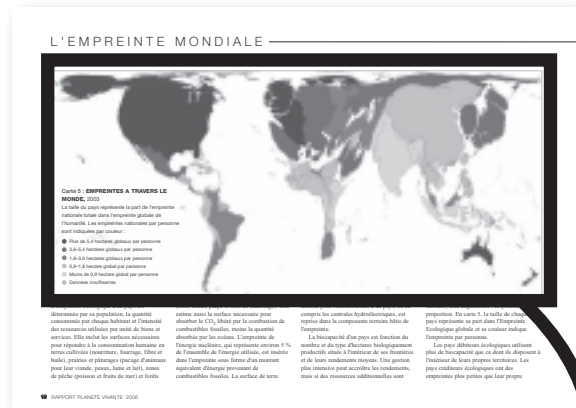 L'EMPREINTE MONDIALE
Carte 5 : EMPREINTES A TRAVERS LE
MONDE, 2003
La taille du pays représente la part de l'empreinte
nationale totale dans l'empreinte globale de
l'humanité. Les empreintes nationales par personne
sont indiquées par couleur :
Plus de 5,4 hectares globaux par personne
3,6–5,4 hectares globaux par personne
1,8–3,6 hectares globaux par personne
0,9–1,8 hectare global par personne
Moins de 0,9 hectare global par personne
Données insuffisantes
déterminée par sa population, la quantité
consommée par chaque habitant et l'intensité
des ressources utilisées par unité de biens et
services. Elle inclut les surfaces nécessaires
pour répondre à la consommation humaine en
terres cultivées (nourriture, fourrage, fibre et
huile), prairies et pâturages (pacage d'animaux
pour leur viande, peaux, laine et lait), zones
de pêche (poisson et fruits de mer) et forêts
estime aussi la surface nécessaire pour
absorber le CO₂ libéré par la combustion de
combustibles fossiles, moins la quantité
absorbée par les océans. L'empreinte de
l'énergie nucléaire, qui représente environ 5 %
de l'ensemble de l'énergie utilisée, est insérée
dans l'empreinte sous forme d'un montant
équivalent d'énergie provenant de
combustibles fossiles. La surface de terre
compris les centrales hydroélectriques, est
reprise dans la composante terrains bâtis de
l'empreinte.
La biocapacité d'un pays est fonction du
nombre et du type d'hectares biologiquement
productifs situés à l'intérieur de ses frontières
et de leurs rendements moyens. Une gestion
plus intensive peut accroître les rendements,
mais si des ressources additionnelles sont
proportion. En carte 5, la taille de chaque
pays représente sa part dans l'Empreinte
Ecologique globale et sa couleur indique
l'empreinte par personne.
Les pays débiteurs écologiques utilisent
plus de biocapacité que ce dont ils disposent à
l'intérieur de leurs propres territoires. Les
pays créditeurs écologiques ont des
empreintes plus petites que leur propre
RAPPORT PLANETE VIVANTE 2006